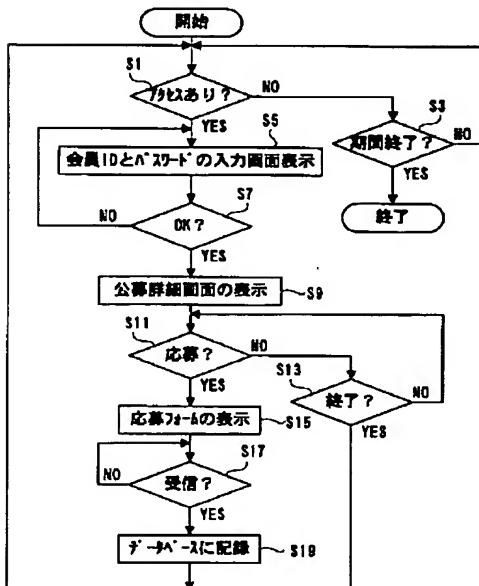 開始
S1
アクセスあり？
NO
YES
S3
期間終了？
NO
YES
終了
S5
会員IDとパスワードの入力画面表示
S7
OK？
NO
YES
公募詳細画面の表示
S9
S11
応募？
NO
YES
S13
終了？
NO
YES
応募フォームの表示
S15
S17
受信？
NO
YES
データベースに記録
S19